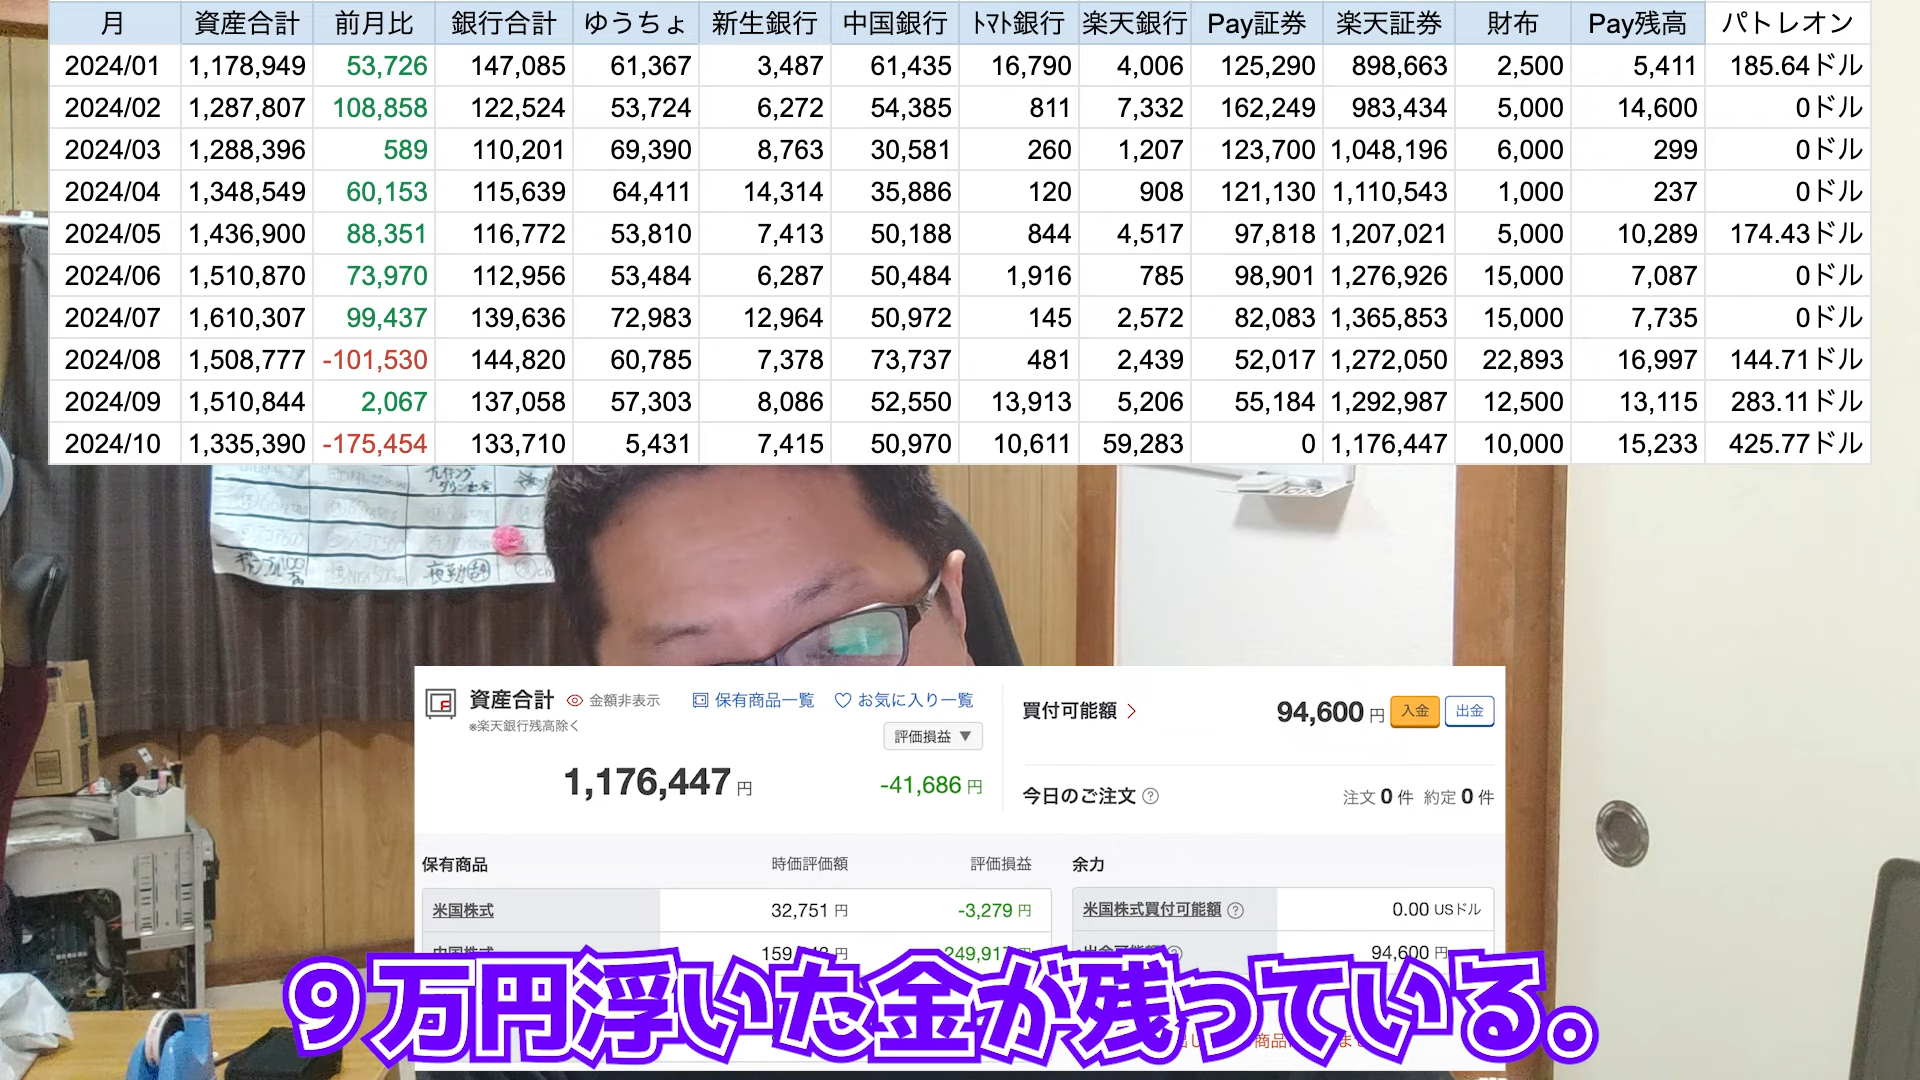 月 資産合計 前月比 銀行合計 ゆうちょ 新生銀行 中国銀行 ﾄﾏﾄ銀行 楽天銀行 Pay証券 楽天証券 財布 Pay残高 パトレオン
2024/01 1,178,949 53,726 147,085 61,367 3,487 61,435 16,790 4,006 125,290 898,663 2,500 5,411 185.64ドル
2024/02 1,287,807 108,858 122,524 53,724 6,272 54,385 811 7,332 162,249 983,434 5,000 14,600 0ドル
2024/03 1,288,396 589 110,201 69,390 8,763 30,581 260 1,207 123,700 1,048,196 6,000 299 0ドル
2024/04 1,348,549 60,153 115,639 64,411 14,314 35,886 120 908 121,130 1,110,543 1,000 237 0ドル
2024/05 1,436,900 88,351 116,772 53,810 7,413 50,188 844 4,517 97,818 1,207,021 5,000 10,289 174.43ドル
2024/06 1,510,870 73,970 112,956 53,484 6,287 50,484 1,916 785 98,901 1,276,926 15,000 7,087 0ドル
2024/07 1,610,307 99,437 139,636 72,983 12,964 50,972 145 2,572 82,083 1,365,853 15,000 7,735 0ドル
2024/08 1,508,777 -101,530 144,820 60,785 7,378 73,737 481 2,439 52,017 1,272,050 22,893 16,997 144.71ドル
2024/09 1,510,844 2,067 137,058 57,303 8,086 52,550 13,913 5,206 55,184 1,292,987 12,500 13,115 283.11ドル
2024/10 1,335,390 -175,454 133,710 5,431 7,415 50,970 10,611 59,283 0 1,176,447 10,000 15,233 425.77ドル
資産合計 金額非表示 保有商品一覧 お気に入り一覧
※楽天銀行残高除く
評価損益 ▼
1,176,447 円 -41,686 円
買付可能額 94,600 円 入金 出金
今日のご注文 注文 0 件 約定 0 件
保有商品 時価評価額 評価損益
米国株式 32,751 円 -3,279 円
余力
米国株式買付可能額 0.00 USドル
94,600 円
９万円浮いた金が残っている。